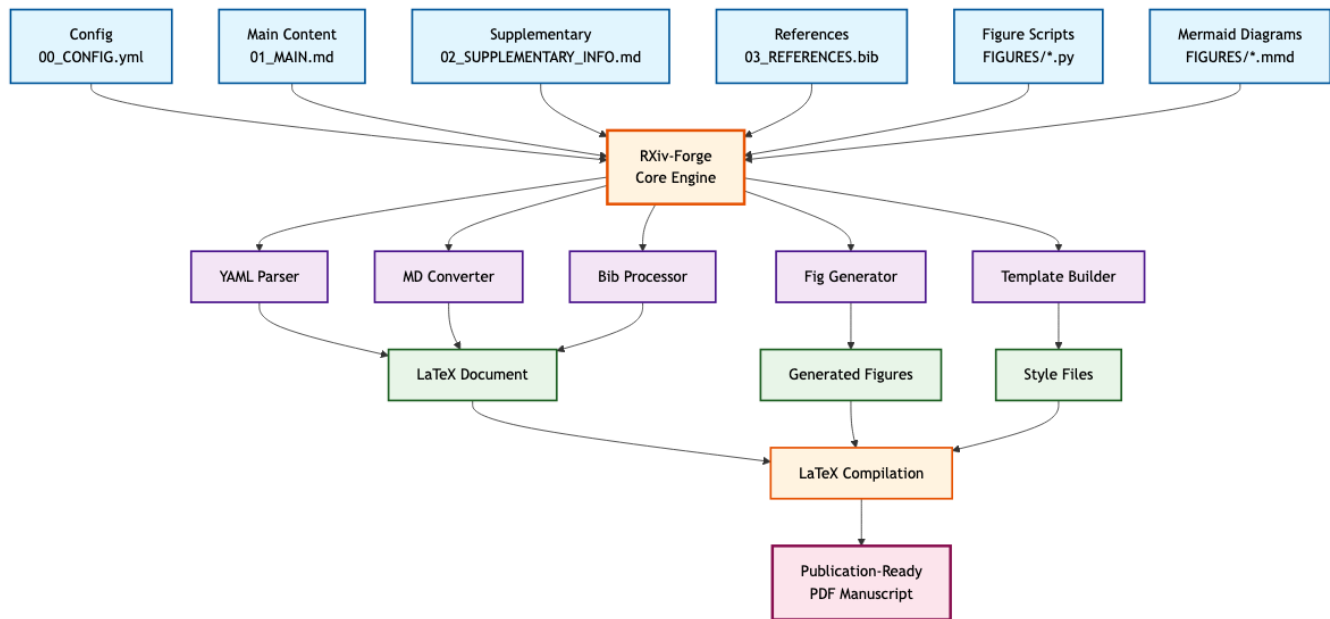 Config
00_CONFIG.yml
Main Content
01_MAIN.md
Supplementary
02_SUPPLEMENTARY_INFO.md
References
03_REFERENCES.bib
Figure Scripts
FIGURES/*.py
Mermaid Diagrams
FIGURES/*.mmd
RXiv-Forge
Core Engine
YAML Parser
MD Converter
Bib Processor
Fig Generator
Template Builder
LaTeX Document
Generated Figures
Style Files
LaTeX Compilation
Publication-Ready
PDF Manuscript